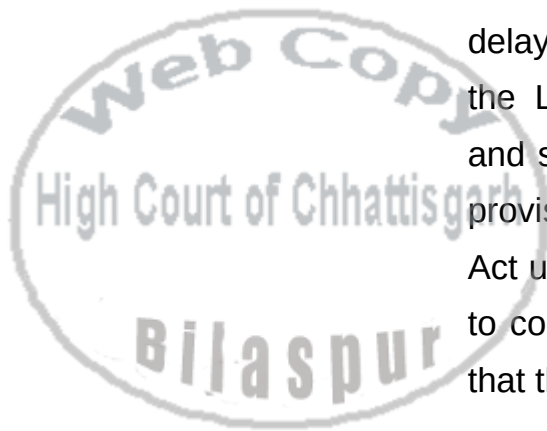 Web Copy
High Court of Chhattisgarh
Bilaspur
delay
the L
and s
provis
Act u
to co
that th